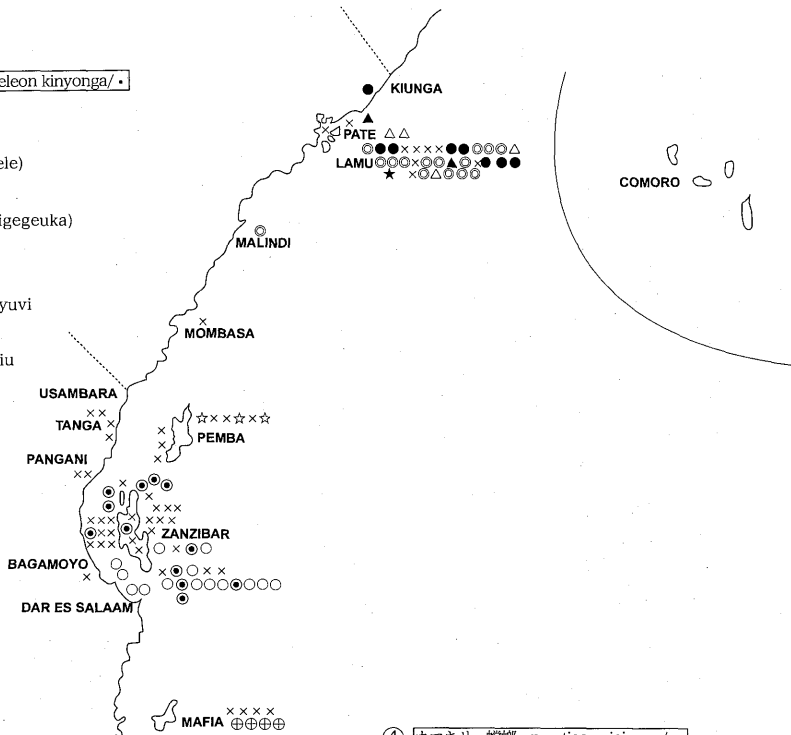 eleon kinyonga/ •
KIUNGA
PATE
ele)
LAMU
COMORO
igegeuka)
MALINDI
yuvi
MOMBASA
iu
USAMBARA
TANGA
PEMBA
PANGANI
ZANZIBAR
BAGAMOYO
DAR ES SALAAM
MAFIA